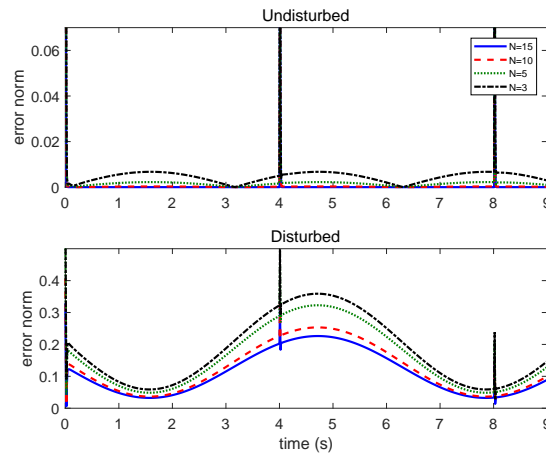 Undisturbed
error norm
0.06
0.04
0.02
0
N=15
N=10
N=5
N=3
0 1 2 3 4 5 6 7 8 9
Disturbed
error norm
0.4
0.3
0.2
0.1
0
0 1 2 3 4 5 6 7 8 9
time (s)